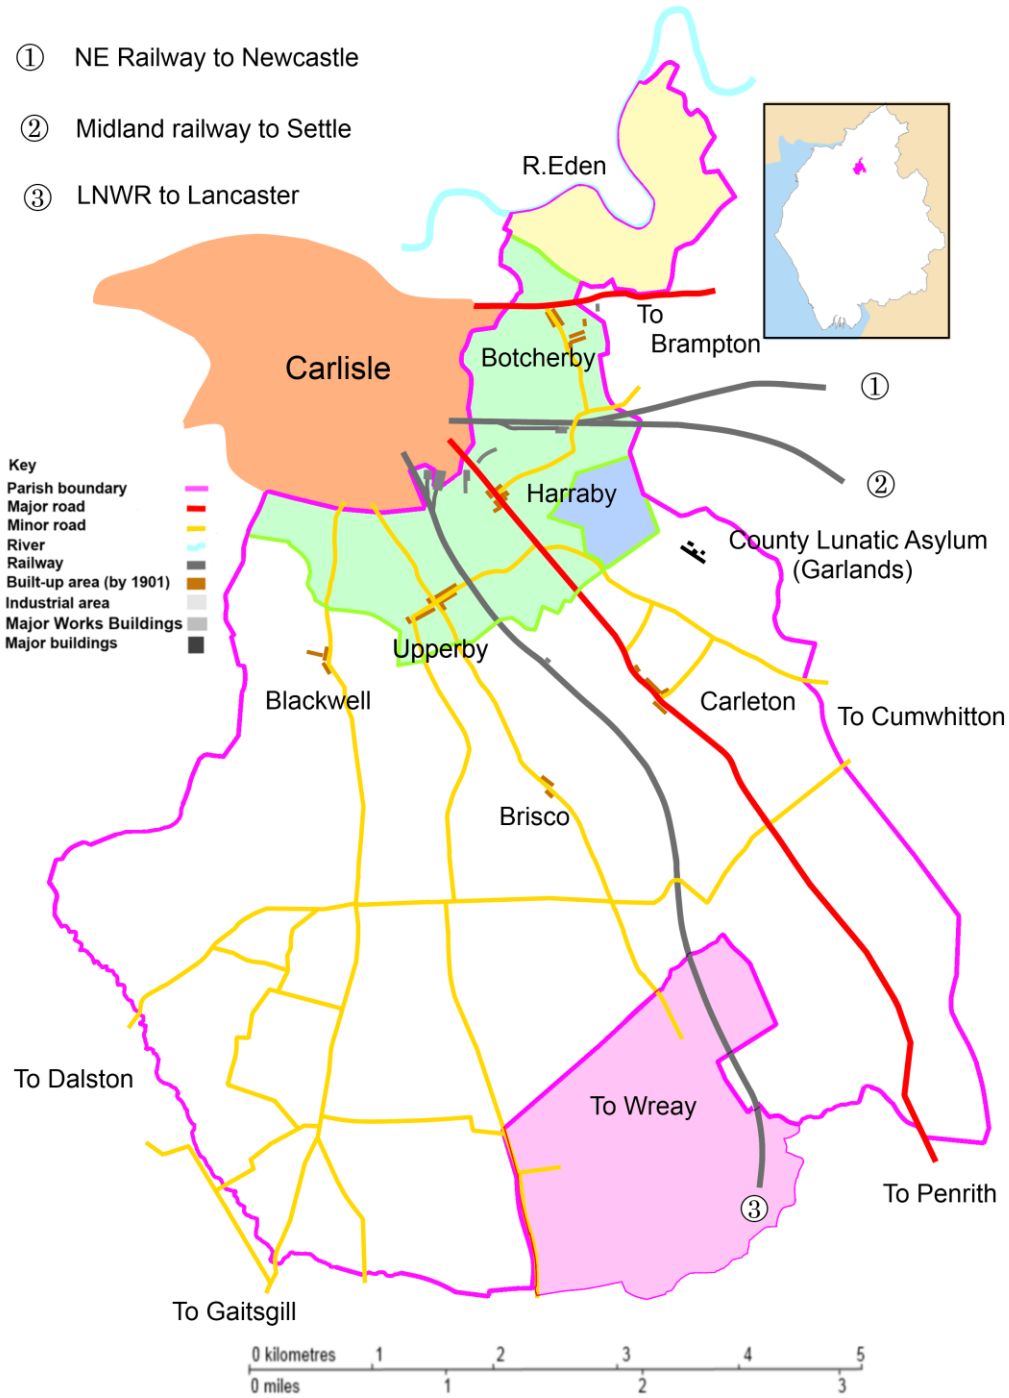 ① NE Railway to Newcastle
② Midland railway to Settle
③ LNWR to Lancaster
R.Eden
To
Brampton
Carlisle
Botcherby
①
②
Harraby
County Lunatic Asylum
(Garlands)
Key
Parish boundary
Major road
Minor road
River
Railway
Built-up area (by 1901)
Industrial area
Major Works Buildings
Major buildings
Upperby
Blackwell
Carleton
To Cumwhitton
Brisco
To Dalston
To Wreay
To Penrith
③
To Gaitsgill
0 kilometres 1 2 3 4 5
0 miles 1 2 3